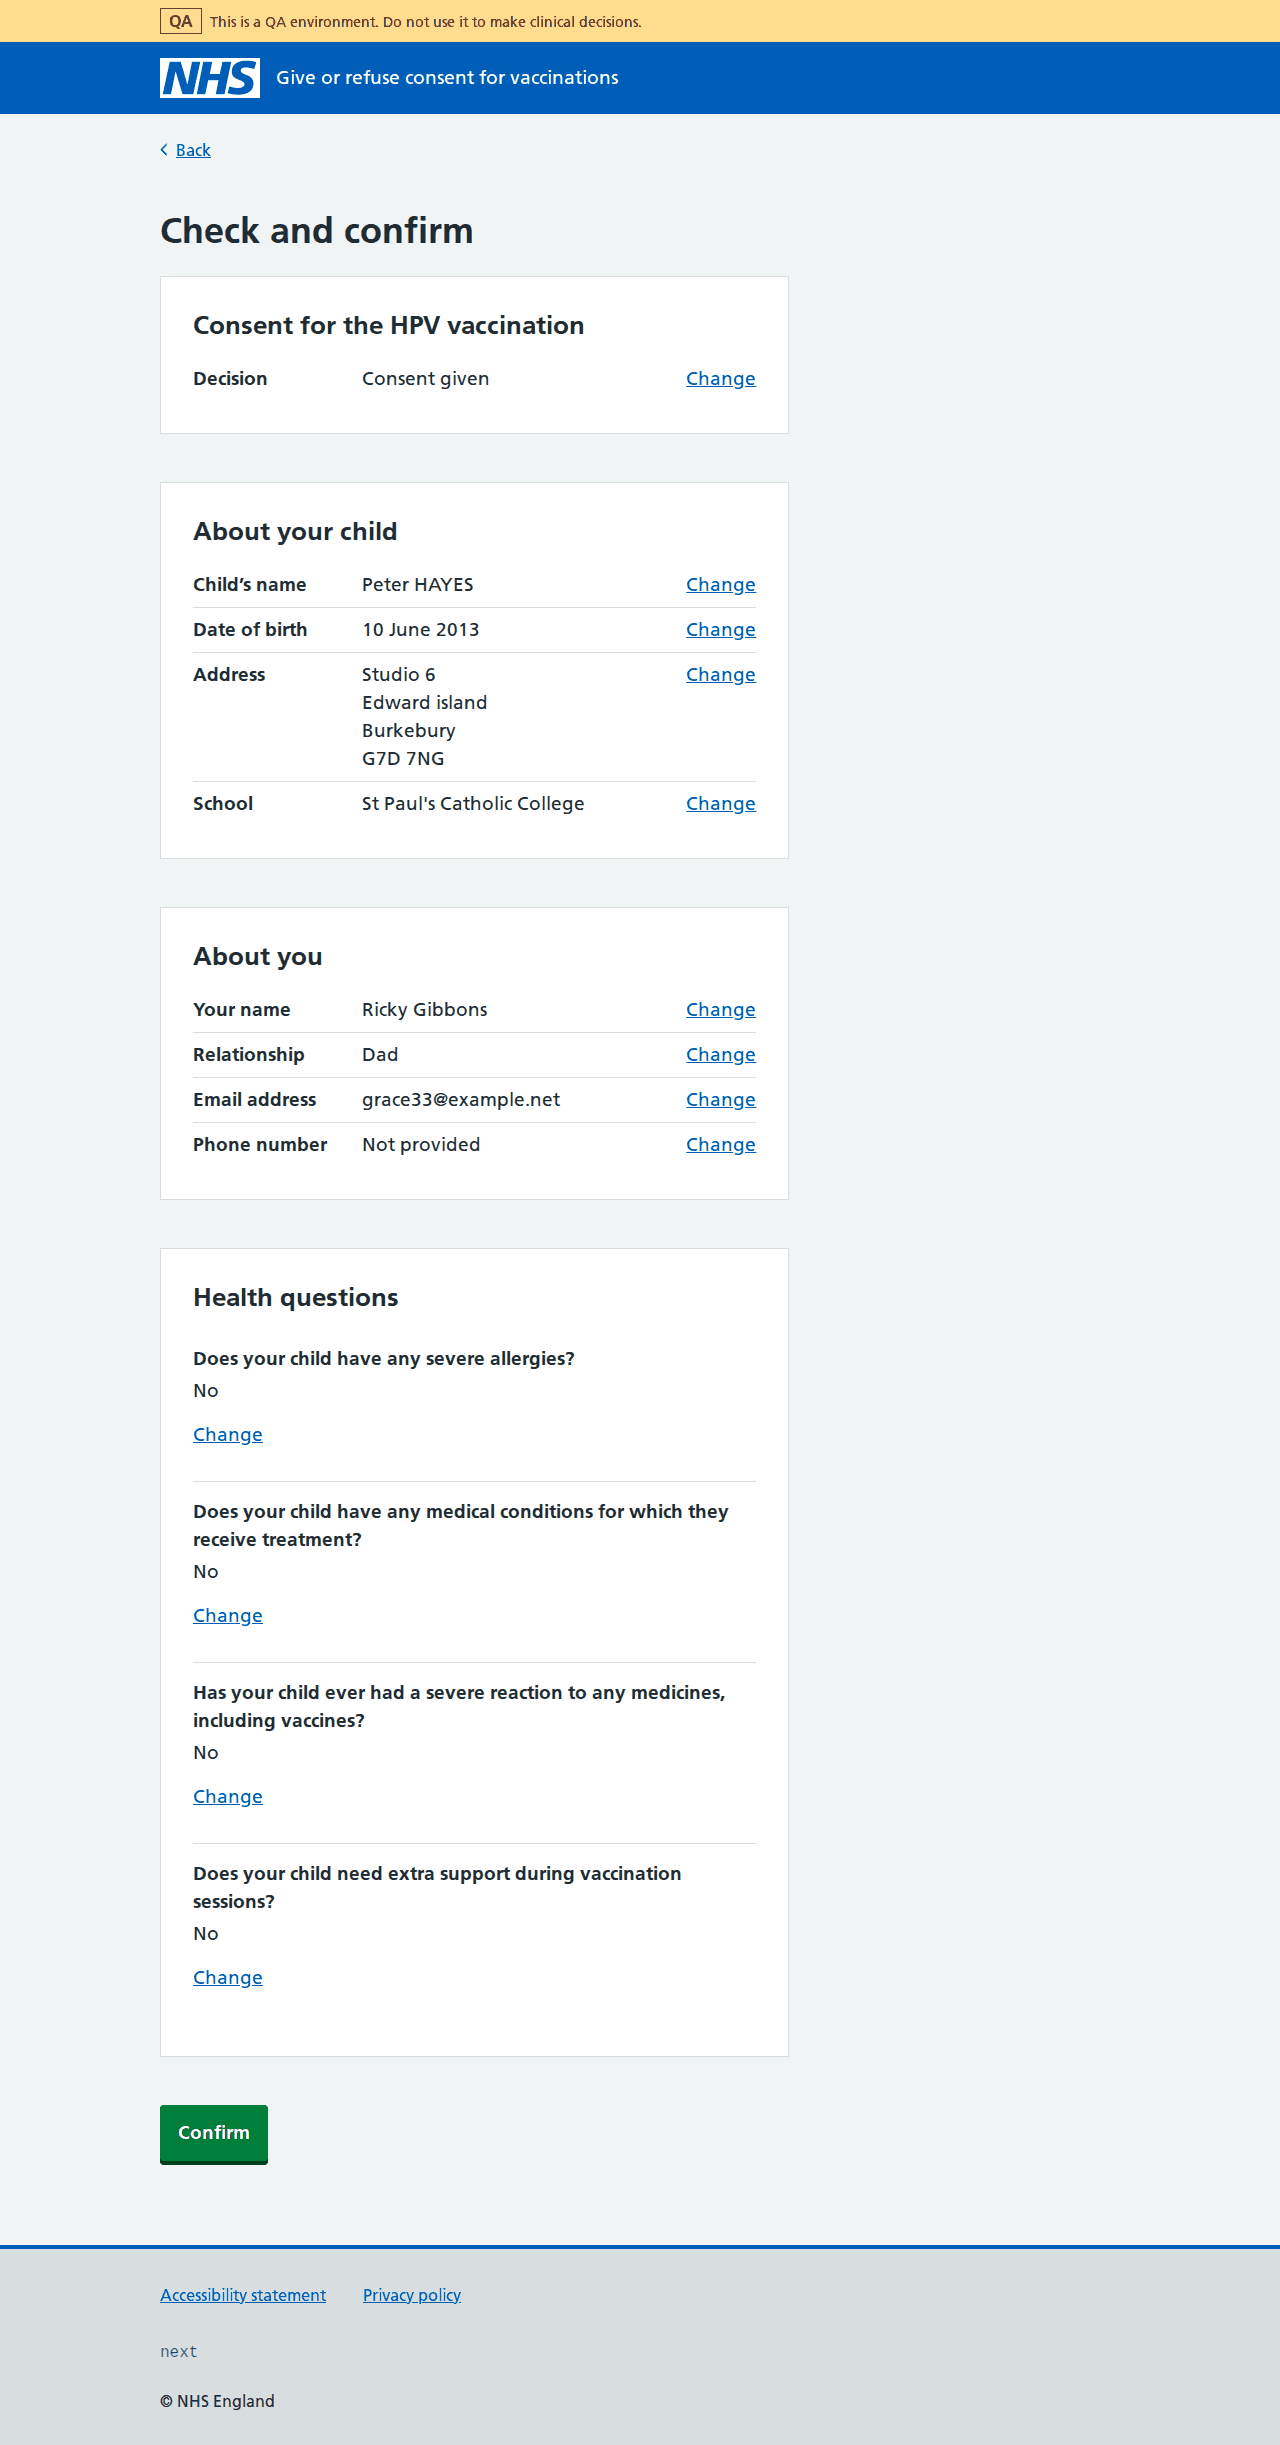 QA This is a QA environment. Do not use it to make clinical decisions.
NHS Give or refuse consent for vaccinations
Back
Check and confirm
Consent for the HPV vaccination
Decision Consent given Change
About your child
Child’s name Peter HAYES Change
Date of birth 10 June 2013 Change
Address Studio 6 Change
Edward island
Burkebury
G7D 7NG
School St Paul's Catholic College Change
About you
Your name Ricky Gibbons Change
Relationship Dad Change
Email address grace33@example.net Change
Phone number Not provided Change
Health questions
Does your child have any severe allergies?
No
Change
Does your child have any medical conditions for which they
receive treatment?
No
Change
Has your child ever had a severe reaction to any medicines,
including vaccines?
No
Change
Does your child need extra support during vaccination
sessions?
No
Change
Confirm
Accessibility statement Privacy policy
next
© NHS England